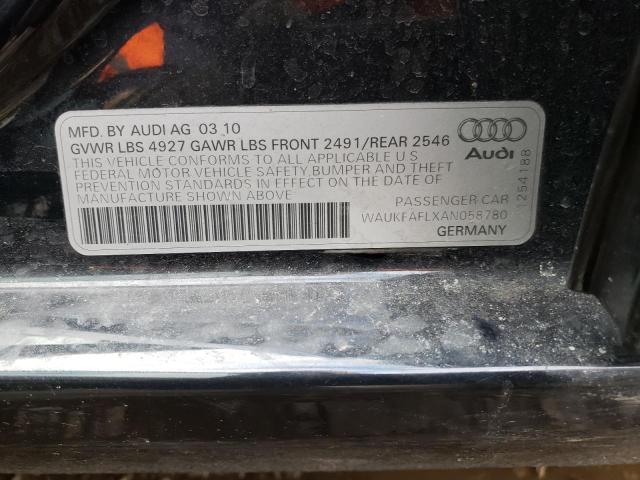 MFD. BY AUDI AG 03 10
GVWR LBS 4927 GAWR LBS FRONT 2491/REAR 2546
THIS VEHICLE CONFORMS TO ALL APPLICABLE U S
FEDERAL MOTOR VEHICLE SAFETY,BUMPER AND THEFT
PREVENTION STANDARDS IN EFFECT ON THE DATE OF
MANUFACTURE SHOWN ABOVE
Audi
PASSENGER CAR
WAUKFAFLXAN058780
GERMANY
1254188